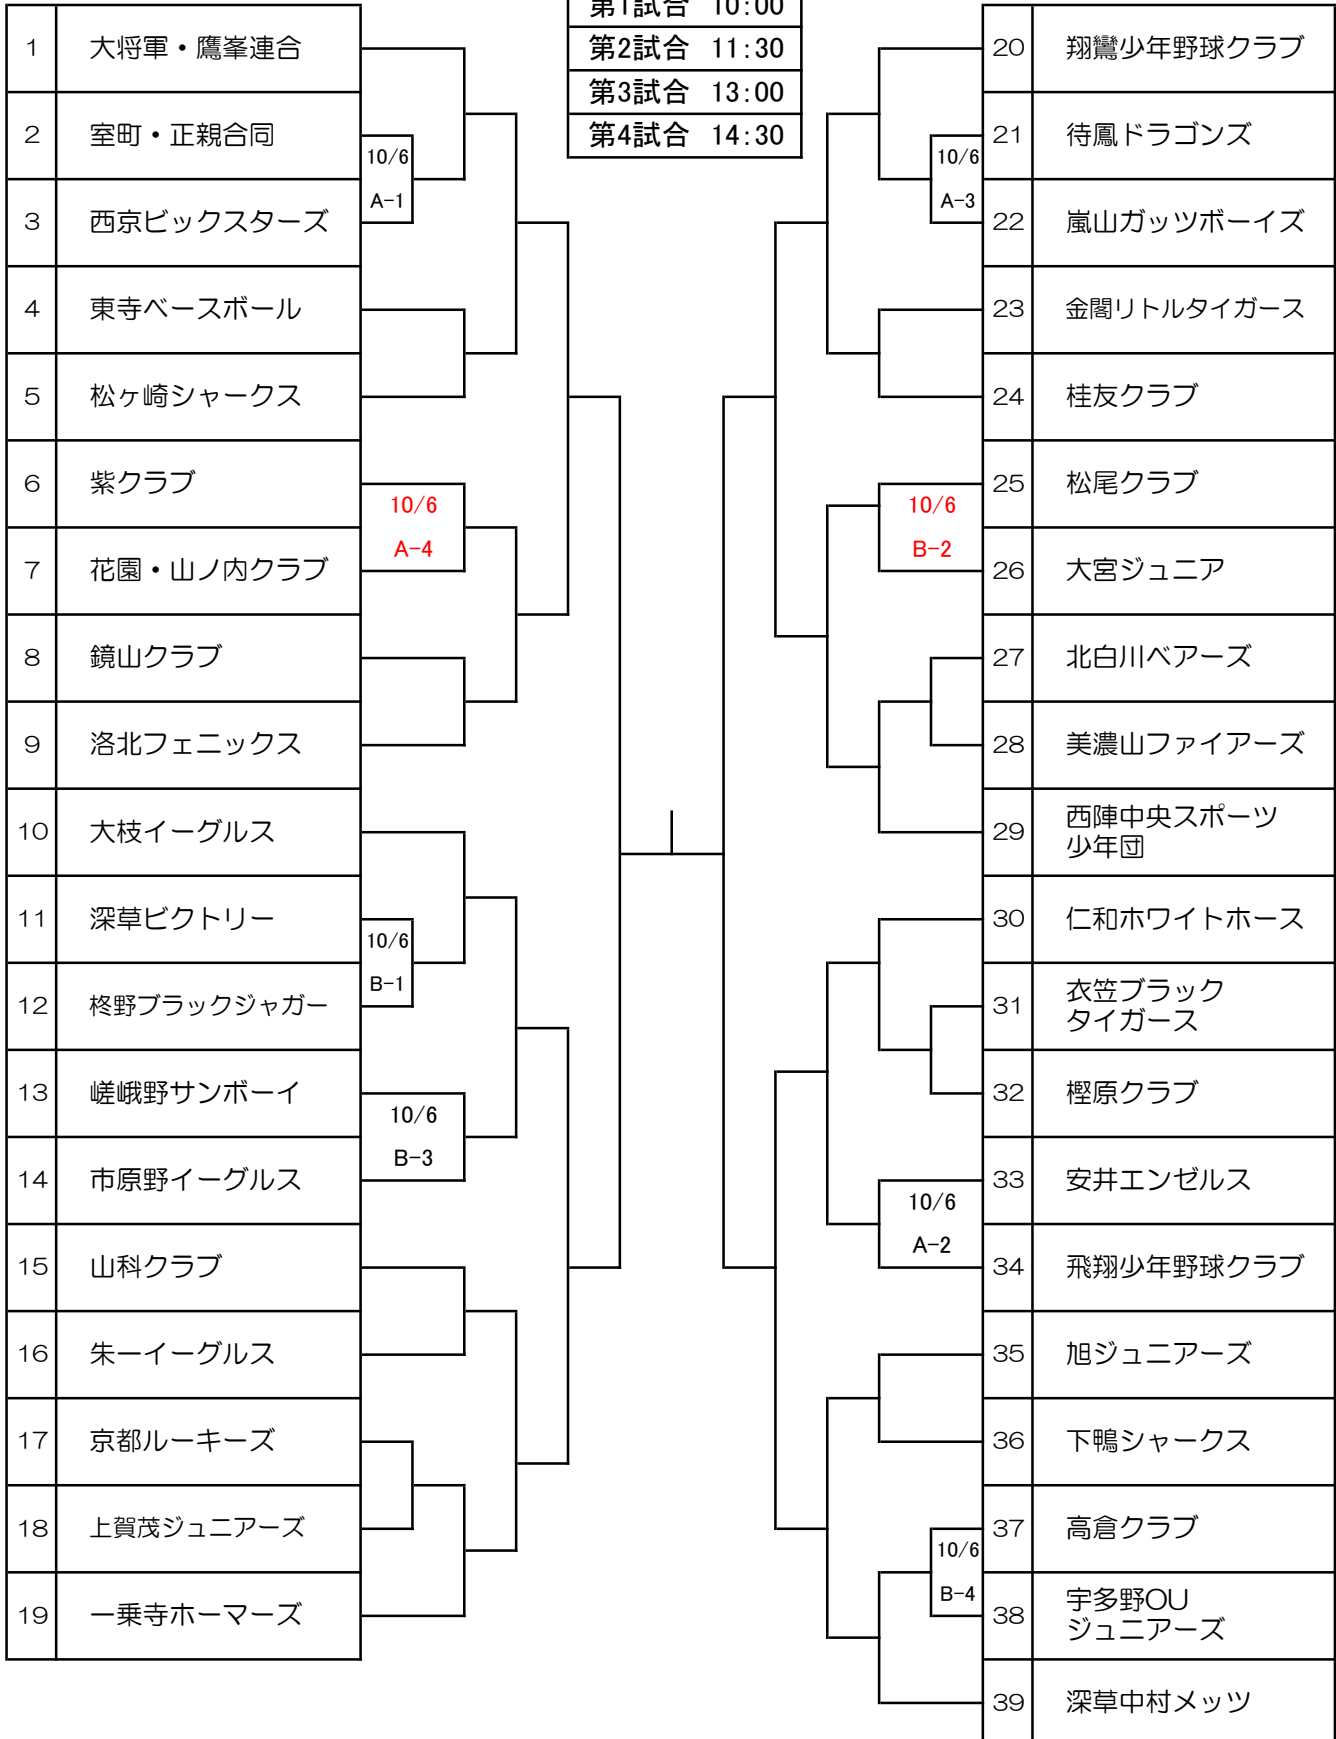 第1試合 10:00
第2試合 11:30
第3試合 13:00
第4試合 14:30
1 大将軍・鷹峯連合
2 室町・正親合同
10/6
A-1
3 西京ビックスターズ
4 東寺ベースボール
5 松ヶ崎シャークス
6 紫クラブ
10/6
A-4
7 花園・山ノ内クラブ
8 鏡山クラブ
9 洛北フェニックス
10 大枝イーグルス
11 深草ビクトリー
10/6
B-1
12 柊野ブラックジャガー
13 嵯峨野サンボーイ
10/6
B-3
14 市原野イーグルス
15 山科クラブ
16 朱一イーグルス
17 京都ルーキーズ
18 上賀茂ジュニアーズ
19 一乗寺ホーマーズ
20 翔鸞少年野球クラブ
21 待鳳ドラゴンズ
10/6
A-3
22 嵐山ガッツボーイズ
23 金閣リトルタイガース
24 桂友クラブ
25 松尾クラブ
10/6
B-2
26 大宮ジュニア
27 北白川ベアーズ
28 美濃山ファイアーズ
29 西陣中央スポーツ
少年団
30 仁和ホワイトホース
31 衣笠ブラック
タイガース
32 樫原クラブ
33 安井エンゼルス
10/6
A-2
34 飛翔少年野球クラブ
35 旭ジュニアーズ
36 下鴨シャークス
37 高倉クラブ
10/6
B-4
38 宇多野OU
ジュニアーズ
39 深草中村メッツ